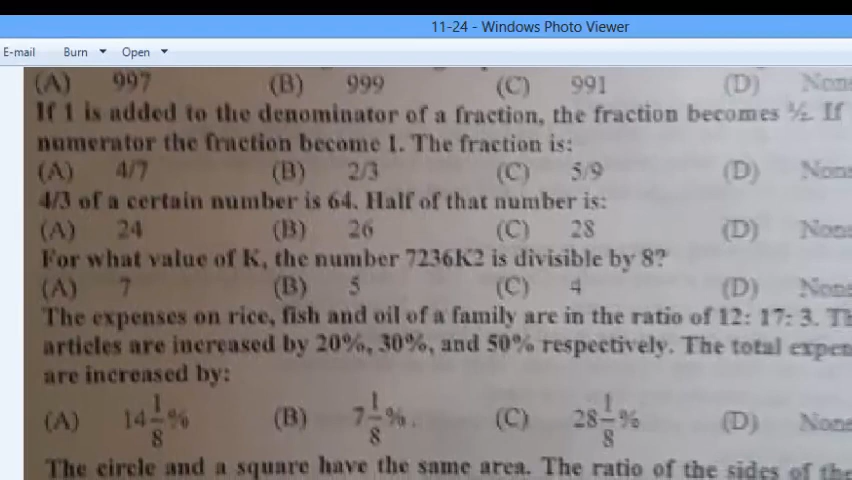 11-24 - Windows Photo Viewer
E-mail Burn Open
(A) 997 (B) 999 (C) 991 (D)
If 1 is added to the denominator of a fraction, the fraction becomes ½. If
numerator the fraction become 1. The fraction is:
(A) 4/7 (B) 2/3 (C) 5/9 (D)
4/3 of a certain number is 64. Half of that number is:
(A) 24 (B) 26 (C) 28 (D)
For what value of K, the number 7236K2 is divisible by 8?
(A) 7 (B) 5 (C) 4 (D)
The expenses on rice, fish and oil of a family are in the ratio of 12: 17: 3.
articles are increased by 20%, 30%, and 50% respectively. The total
are increased by:
(A) 14 1/8 % (B) 7 1/8 %. (C) 28 1/8 % (D)
The circle and a square have the same area. The ratio of the sides of the